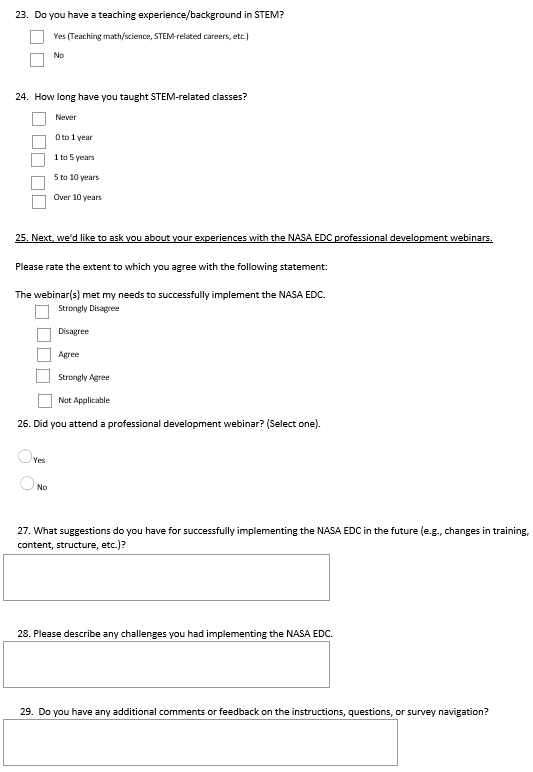 23. Do you have a teaching experience/background in STEM?
Yes (Teaching math/science, STEM-related careers, etc.)
No
24. How long have you taught STEM-related classes?
Never
0 to 1 year
1 to 5 years
5 to 10 years
Over 10 years
25. Next, we'd like to ask you about your experiences with the NASA EDC professional development webinars.
Please rate the extent to which you agree with the following statement:
The webinar(s) met my needs to successfully implement the NASA EDC.
Strongly Disagree
Disagree
Agree
Strongly Agree
Not Applicable
26. Did you attend a professional development webinar? (Select one).
Yes
No
27. What suggestions do you have for successfully implementing the NASA EDC in the future (e.g., changes in training,
content, structure, etc.)?
28. Please describe any challenges you had implementing the NASA EDC.
29. Do you have any additional comments or feedback on the instructions, questions, or survey navigation?